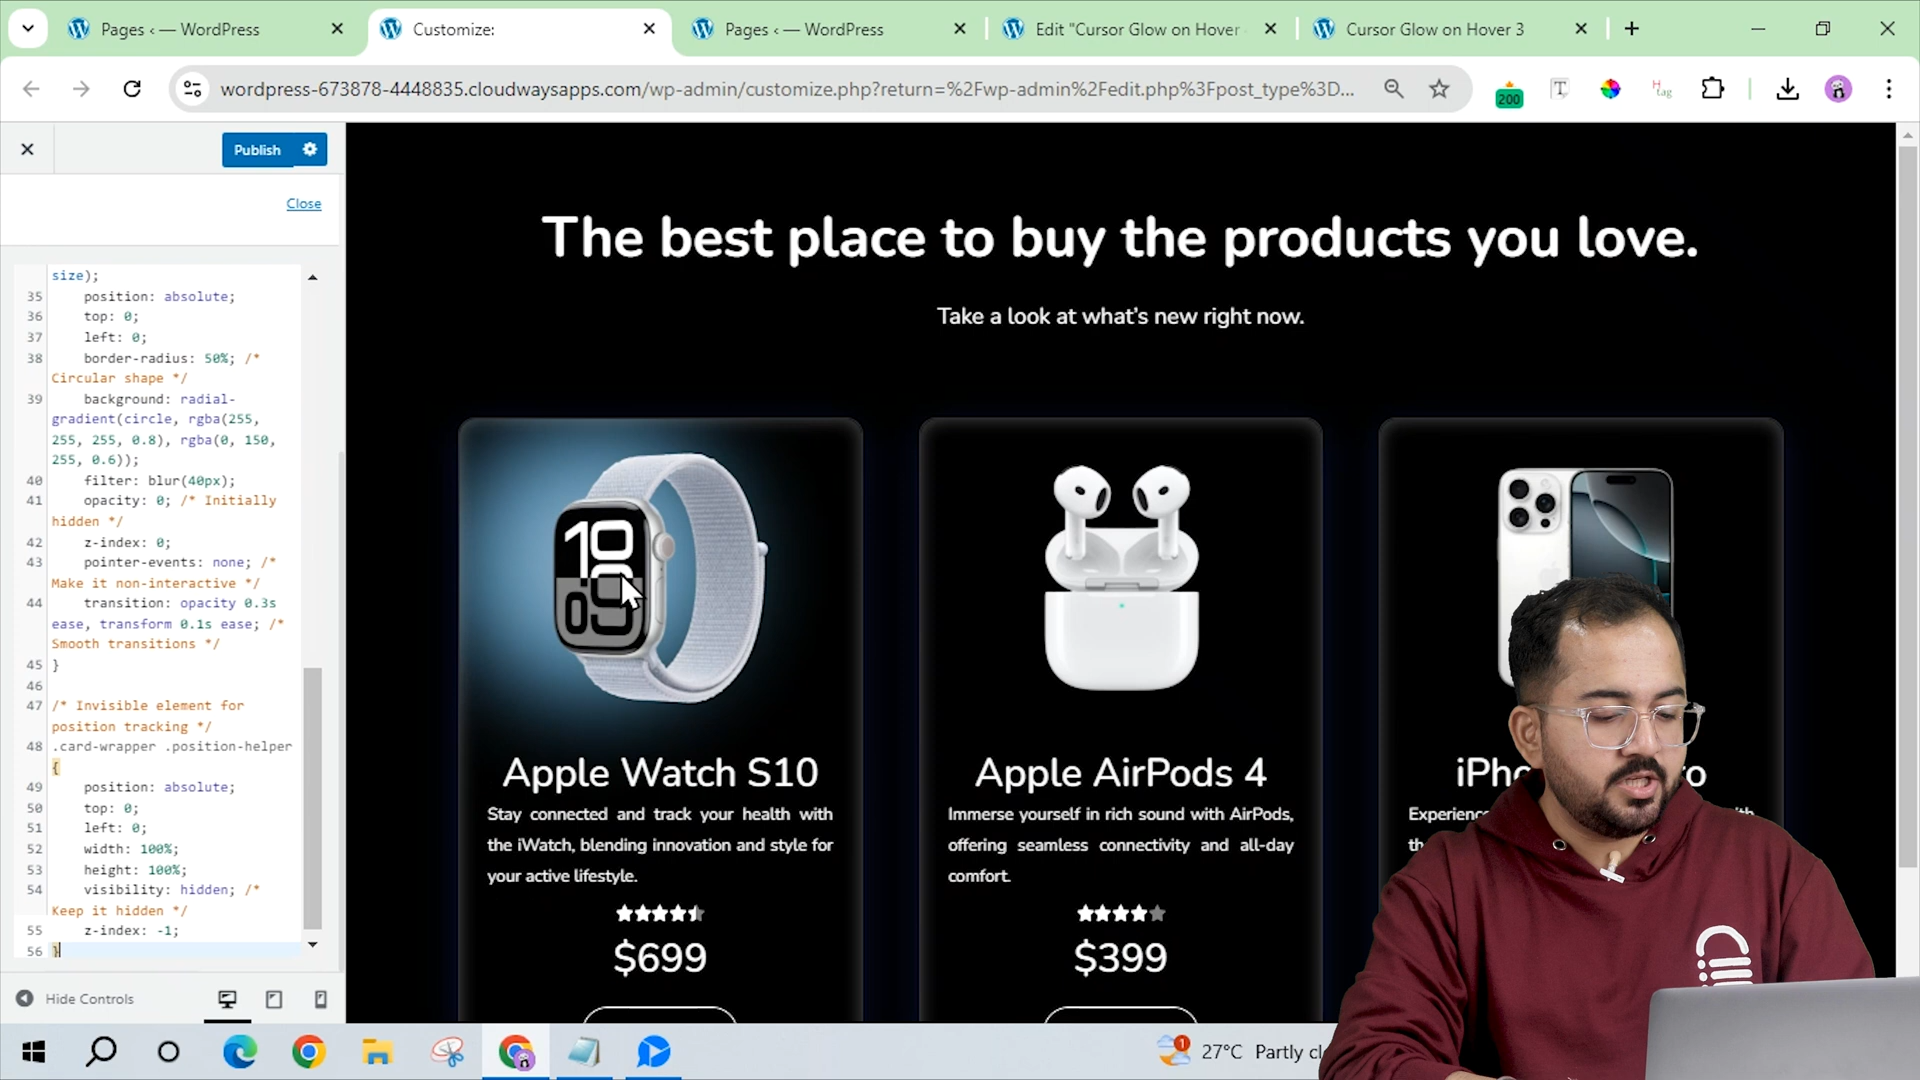 Pages ‹ — WordPress
Customize:
Pages ‹ — WordPress
Edit "Cursor Glow on Hover
Cursor Glow on Hover 3
wordpress-673878-4448835.cloudwaysapps.com/wp-admin/customize.php?return=%2Fwp-admin%2Fedit.php%3Fpost_type%3D...
200
T
H tag
Publish
Close
size);
35 position: absolute;
36 top: 0;
37 left: 0;
38 border-radius: 50%; /*
Circular shape */
39 background: radial-
gradient(circle, rgba(255,
255, 255, 0.8), rgba(0, 150,
255, 0.6));
40 filter: blur(40px);
41 opacity: 0; /* Initially
hidden */
42 z-index: 0;
43 pointer-events: none; /*
Make it non-interactive */
44 transition: opacity 0.3s
ease, transform 0.1s ease; /*
Smooth transitions */
45 }
46
47 /* Invisible element for
position tracking */
48 .card-wrapper .position-helper
{
49 position: absolute;
50 top: 0;
51 left: 0;
52 width: 100%;
53 height: 100%;
54 visibility: hidden; /*
Keep it hidden */
55 z-index: -1;
56 }
Hide Controls
The best place to buy the products you love.
Take a look at what's new right now.
10
09
Apple Watch S10
Stay connected and track your health with
the iWatch, blending innovation and style for
your active lifestyle.
$699
Apple AirPods 4
Immerse yourself in rich sound with AirPods,
offering seamless connectivity and all-day
comfort.
$399
1
27°C Partly